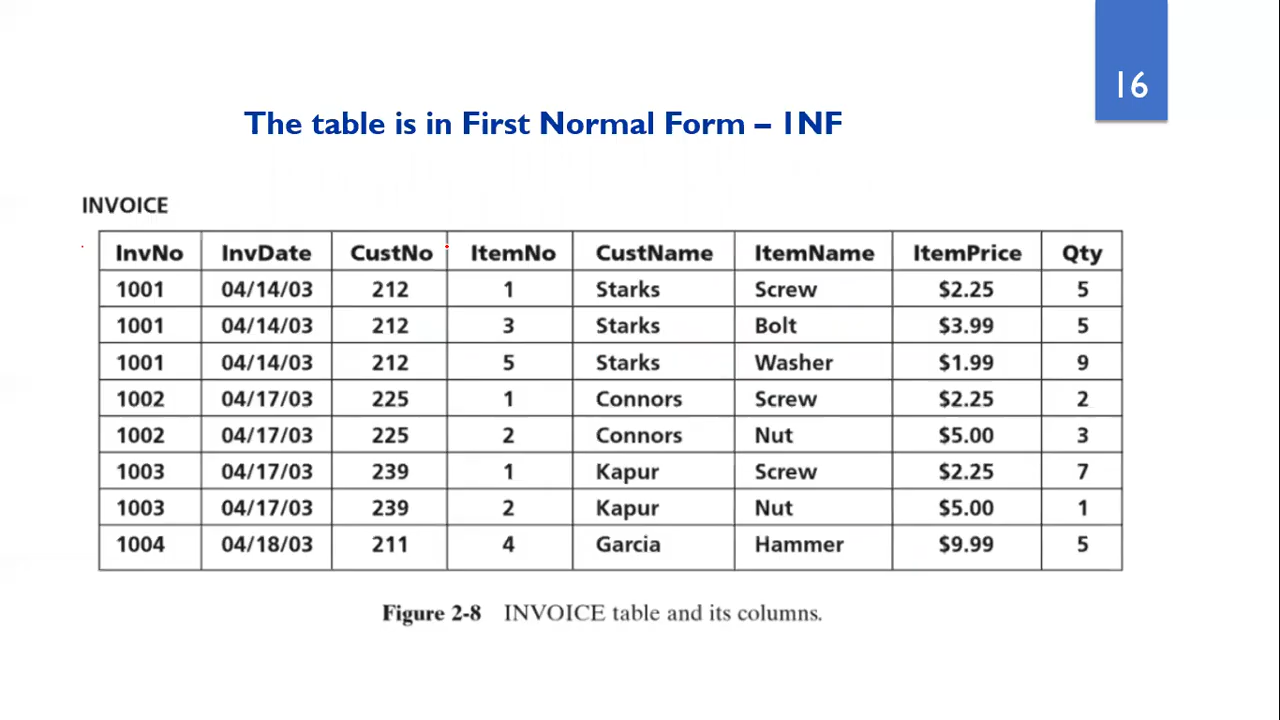 16
The table is in First Normal Form – 1NF
INVOICE
InvNo InvDate CustNo ItemNo CustName ItemName ItemPrice Qty
1001 04/14/03 212 1 Starks Screw $2.25 5
1001 04/14/03 212 3 Starks Bolt $3.99 5
1001 04/14/03 212 5 Starks Washer $1.99 9
1002 04/17/03 225 1 Connors Screw $2.25 2
1002 04/17/03 225 2 Connors Nut $5.00 3
1003 04/17/03 239 1 Kapur Screw $2.25 7
1003 04/17/03 239 2 Kapur Nut $5.00 1
1004 04/18/03 211 4 Garcia Hammer $9.99 5
Figure 2-8 INVOICE table and its columns.